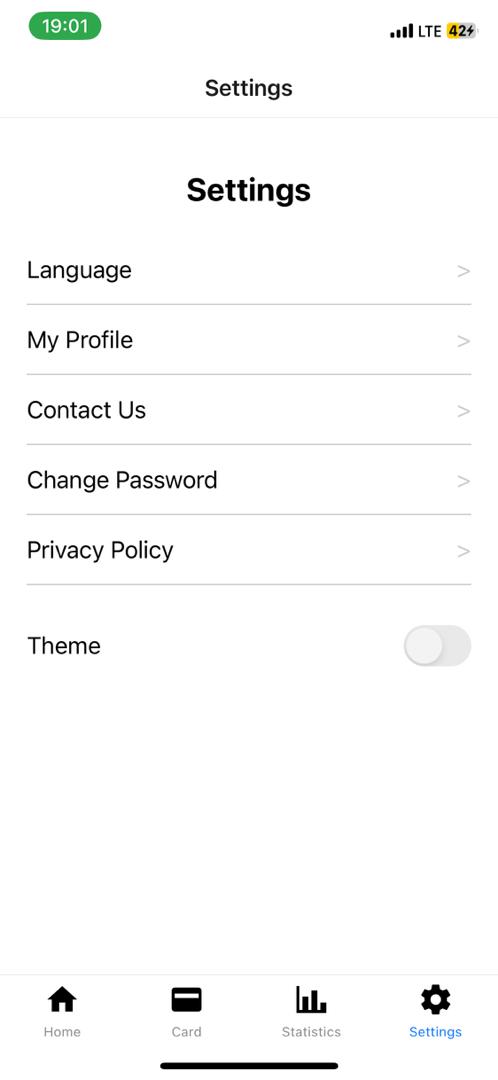 19:01
LTE 42
Settings
Settings
Language >
My Profile >
Contact Us >
Change Password >
Privacy Policy >
Theme
Home Card Statistics Settings